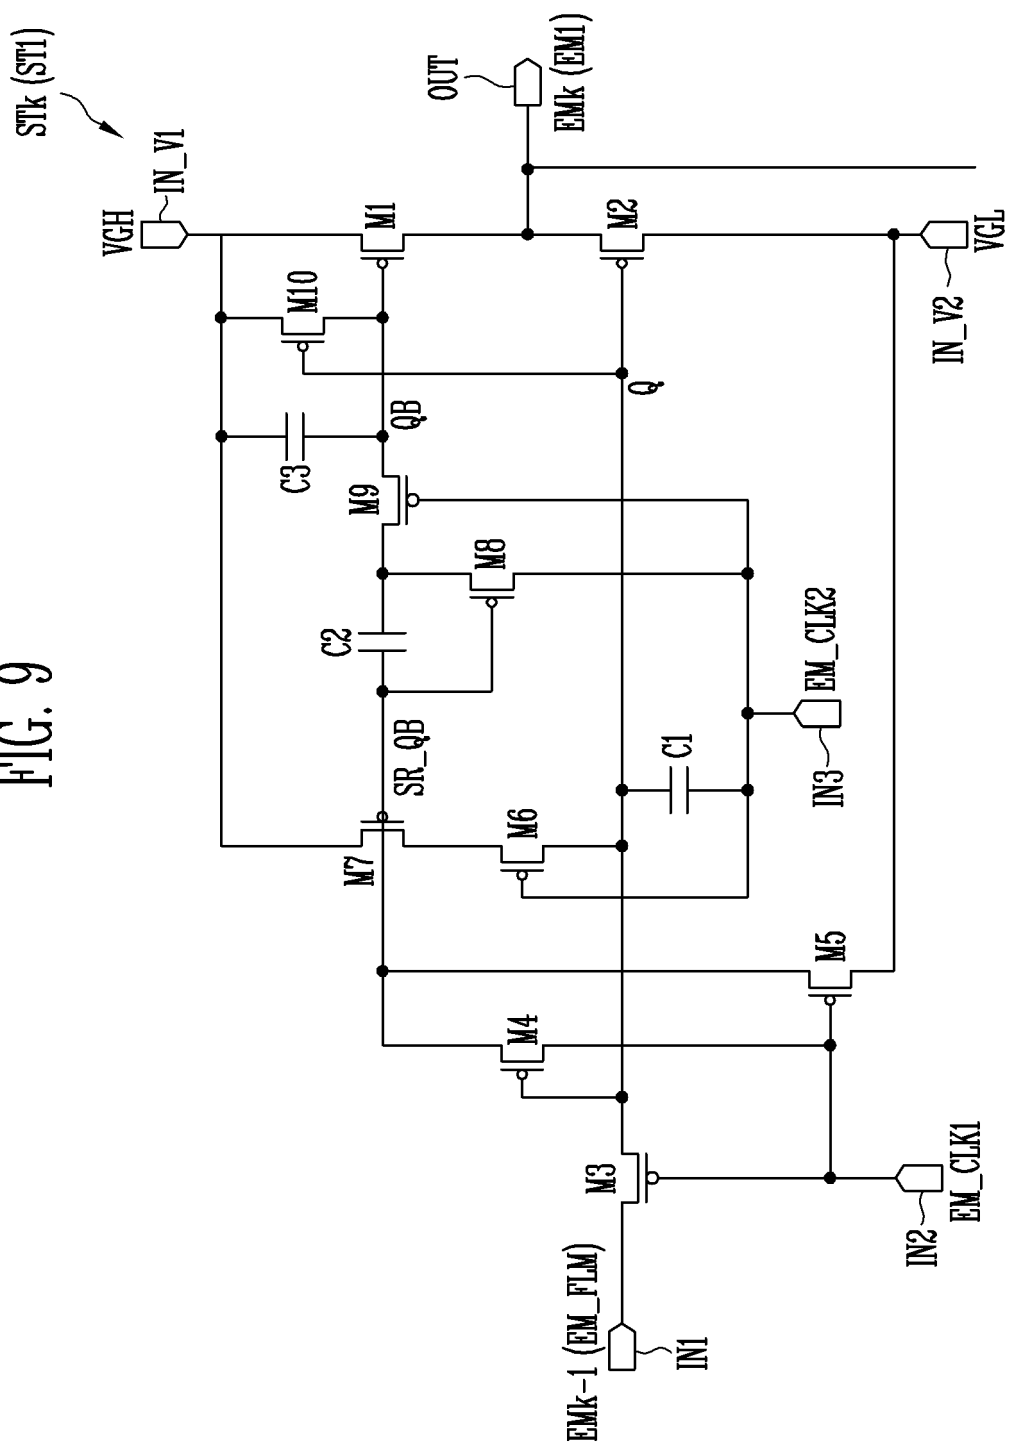 FIG. 9
STk (ST1)
VGH
IN_V1
M10
C3
M1
OUT
EMk (EM1)
QB
M9
C2
M8
M2
Q
SR_QB
M7
M6
C1
M4
M5
M3
EMk-1 (EM_FLM)
IN1
IN2
EM_CLK1
IN3
EM_CLK2
IN_V2
VGL